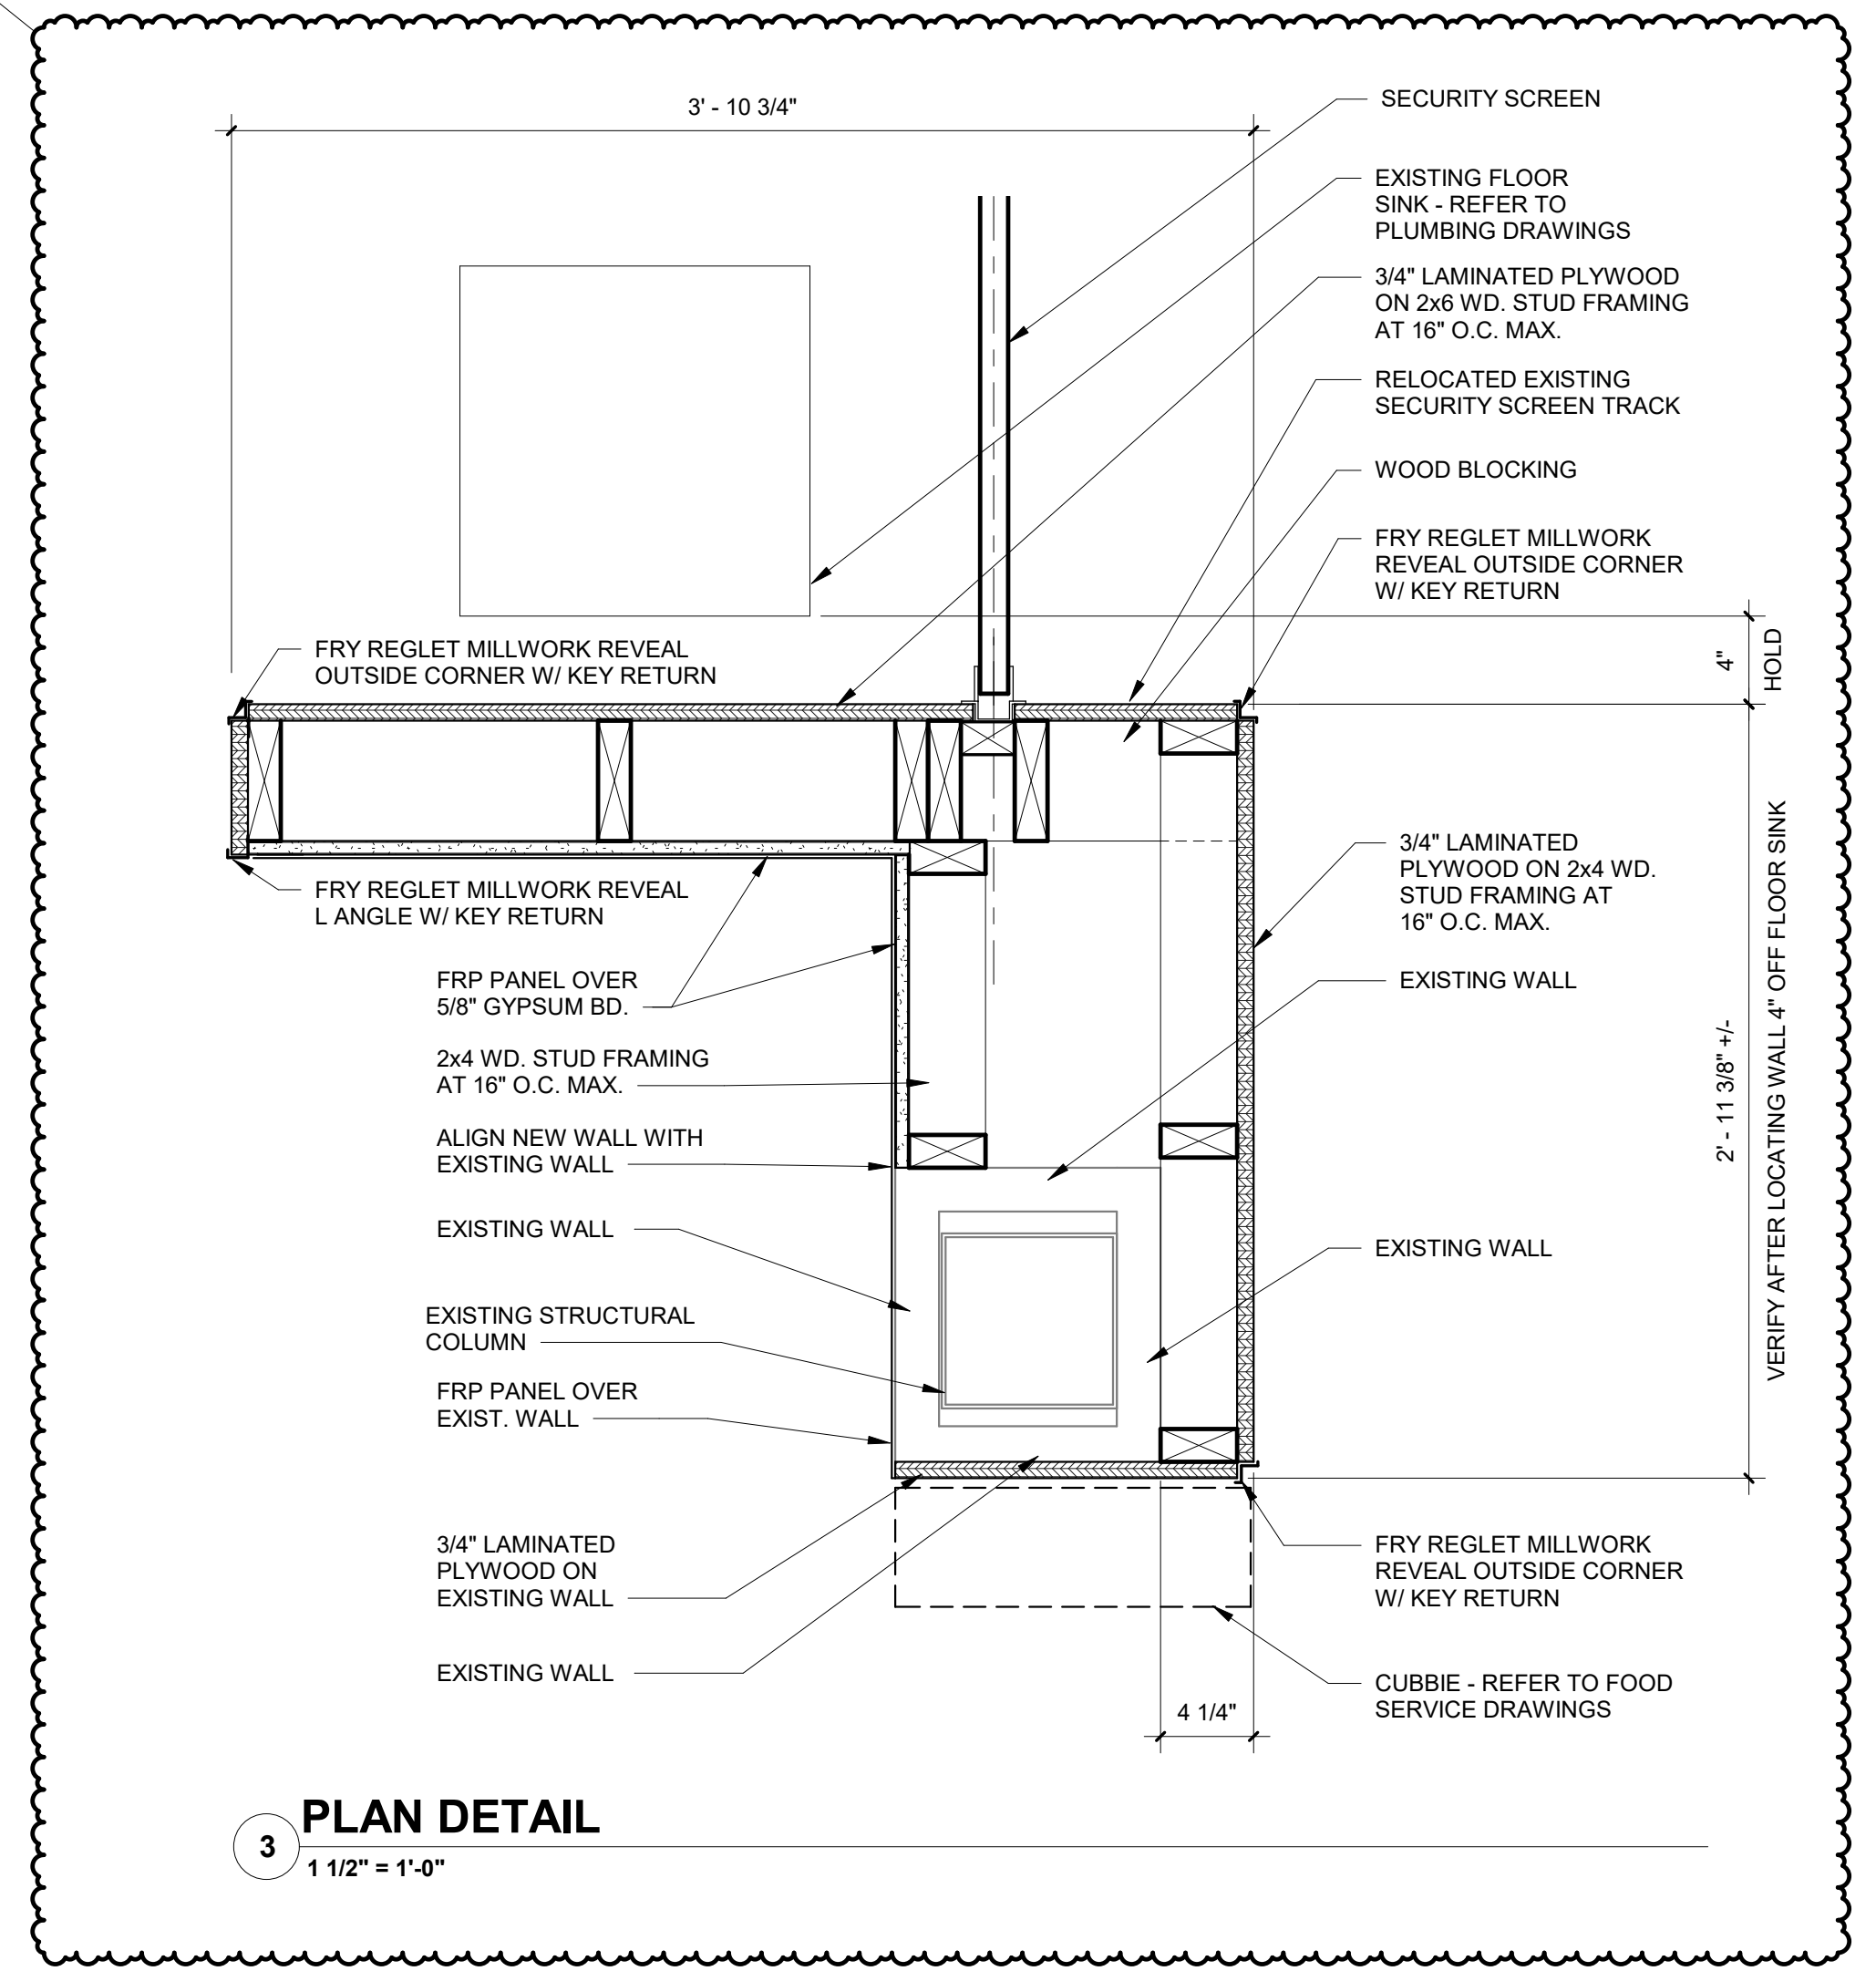 3' - 10 3/4"
SECURITY SCREEN
EXISTING FLOOR
SINK - REFER TO
PLUMBING DRAWINGS
3/4" LAMINATED PLYWOOD
ON 2x6 WD. STUD FRAMING
AT 16" O.C. MAX.
RELOCATED EXISTING
SECURITY SCREEN TRACK
WOOD BLOCKING
FRY REGLET MILLWORK
REVEAL OUTSIDE CORNER
W/ KEY RETURN
4"
HOLD
FRY REGLET MILLWORK REVEAL
OUTSIDE CORNER W/ KEY RETURN
FRY REGLET MILLWORK REVEAL
L ANGLE W/ KEY RETURN
3/4" LAMINATED
PLYWOOD ON 2x4 WD.
STUD FRAMING AT
16" O.C. MAX.
EXISTING WALL
2' - 11 3/8" +/-
VERIFY AFTER LOCATING WALL 4" OFF FLOOR SINK
FRP PANEL OVER
5/8" GYPSUM BD.
2x4 WD. STUD FRAMING
AT 16" O.C. MAX.
ALIGN NEW WALL WITH
EXISTING WALL
EXISTING WALL
EXISTING WALL
EXISTING STRUCTURAL
COLUMN
FRP PANEL OVER
EXIST. WALL
3/4" LAMINATED
PLYWOOD ON
EXISTING WALL
FRY REGLET MILLWORK
REVEAL OUTSIDE CORNER
W/ KEY RETURN
EXISTING WALL
CUBBIE - REFER TO FOOD
SERVICE DRAWINGS
4 1/4"
3
PLAN DETAIL
1 1/2" = 1'-0"